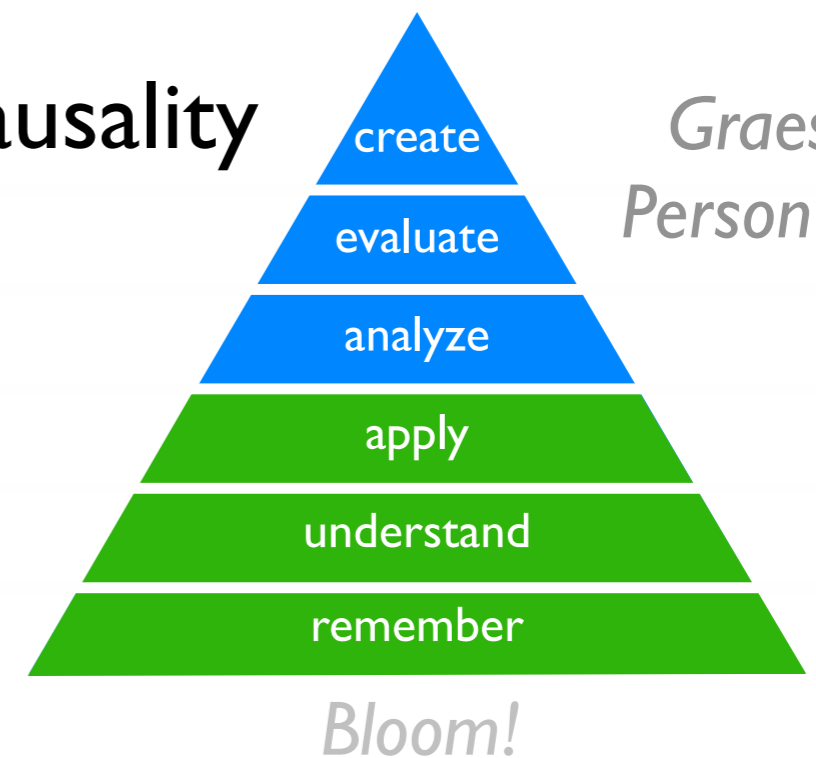 ausality
Graes
Person
create
evaluate
analyze
apply
understand
remember
Bloom!